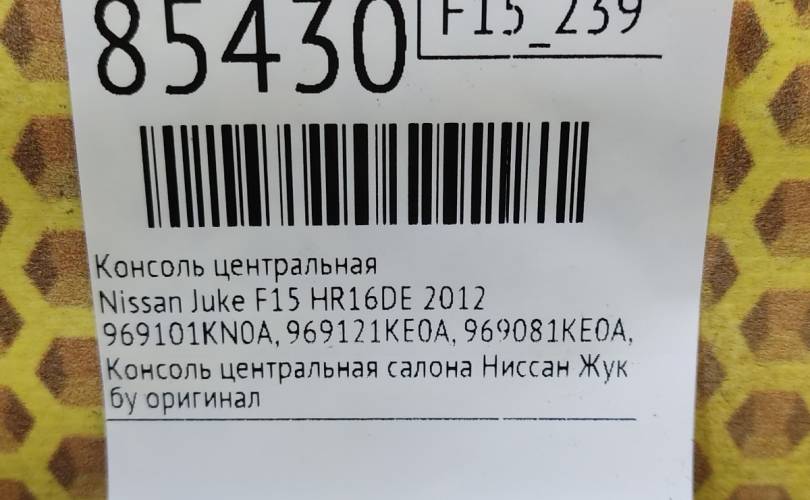 85430
F15_239
Консоль центральная
Nissan Juke F15 HR16DE 2012
969101KN0A, 969121KE0A, 969081KE0A,
Консоль центральная салона Ниссан Жук
бу оригинал